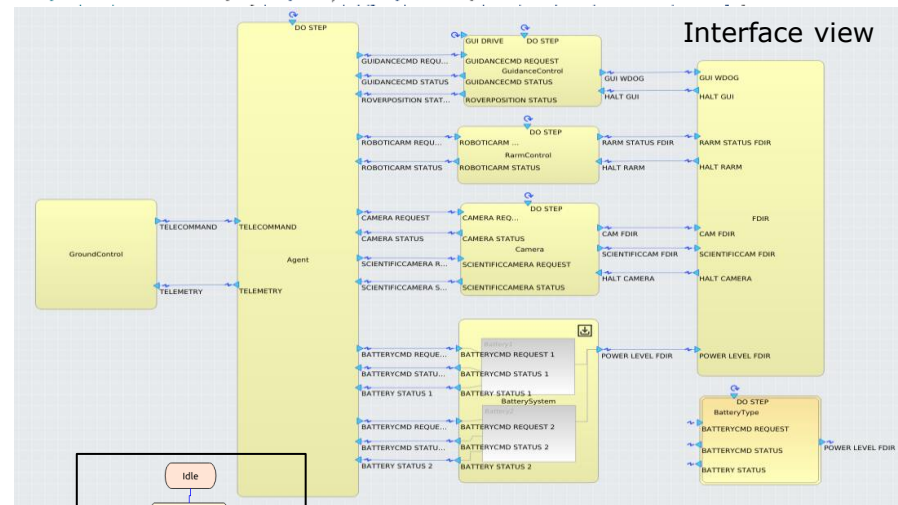 Interface view
DO STEP
GUI DRIVE
DO STEP
GUIDANCECMD REQU...
GUIDANCECMD REQUEST
GuidanceControl
GUIDANCECMD STATUS
GUIDANCECMD STATUS
ROVERPOSITION STAT...
ROVERPOSITION STATUS
GUI WDOG
GUI WDOG
HALT GUI
HALT GUI
DO STEP
ROBOTICARM REQU...
ROBOTICARM ...
RarmControl
ROBOTICARM STATUS
ROBOTICARM STATUS
RARM STATUS FDIR
RARM STATUS FDIR
HALT RARM
HALT RARM
DO STEP
CAMERA REQUEST
CAMERA REQ...
CAMERA STATUS
CAMERA STATUS
Camera
SCIENTIFICCAMERA R...
SCIENTIFICCAMERA REQUEST
SCIENTIFICCAMERA S...
SCIENTIFICCAMERA STATUS
FDIR
CAM FDIR
CAM FDIR
SCIENTIFICCAM FDIR
SCIENTIFICCAM FDIR
HALT CAMERA
HALT CAMERA
TELECOMMAND
TELECOMMAND
GroundControl
Agent
TELEMETRY
TELEMETRY
Battery1
BATTERYCMD REQUE...
BATTERYCMD REQUEST 1
BATTERYCMD STATU...
BATTERYCMD STATUS 1
BATTERY STATUS 1
BATTERY STATUS 1
BatterySystem
Battery2
BATTERYCMD REQUE...
BATTERYCMD REQUEST 2
BATTERYCMD STATU...
BATTERYCMD STATUS 2
BATTERY STATUS 2
BATTERY STATUS 2
POWER LEVEL FDIR
POWER LEVEL FDIR
DO STEP
BatteryType
BATTERYCMD REQUEST
BATTERYCMD STATUS
BATTERY STATUS
POWER LEVEL FDIR
Idle